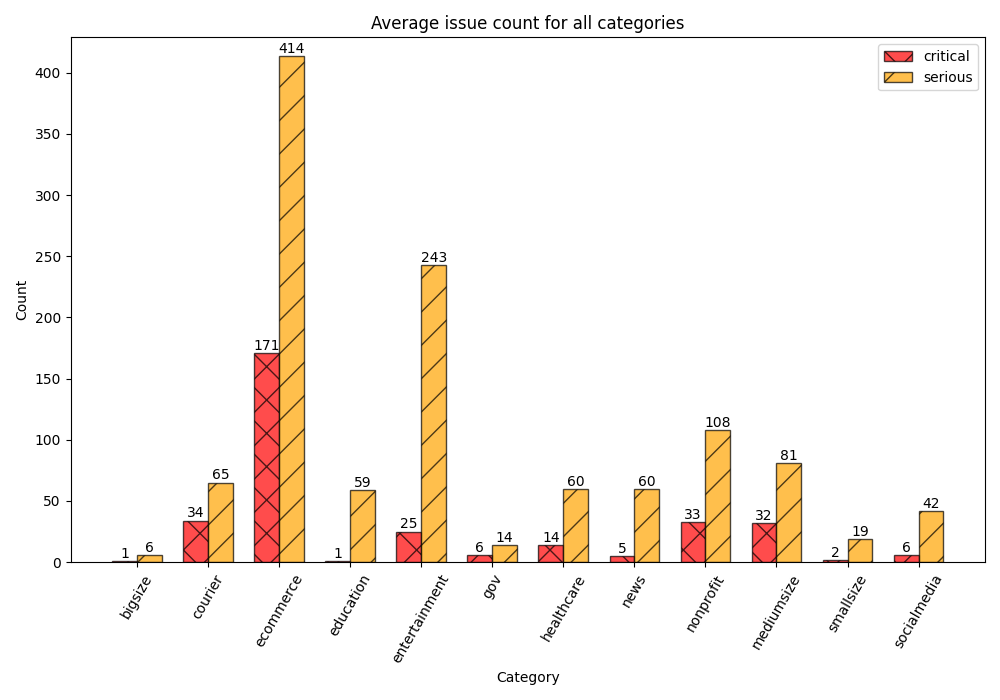 Average issue count for all categories
critical
serious
Count
400
350
300
250
200
150
100
50
0
1 6
34 65
171 414
1 59
25 243
6 14
14 60
5 60
33 108
32 81
2 19
6 42
bigsize
courier
ecommerce
education
entertainment
gov
healthcare
news
nonprofit
mediumsize
smallsize
socialmedia
Category